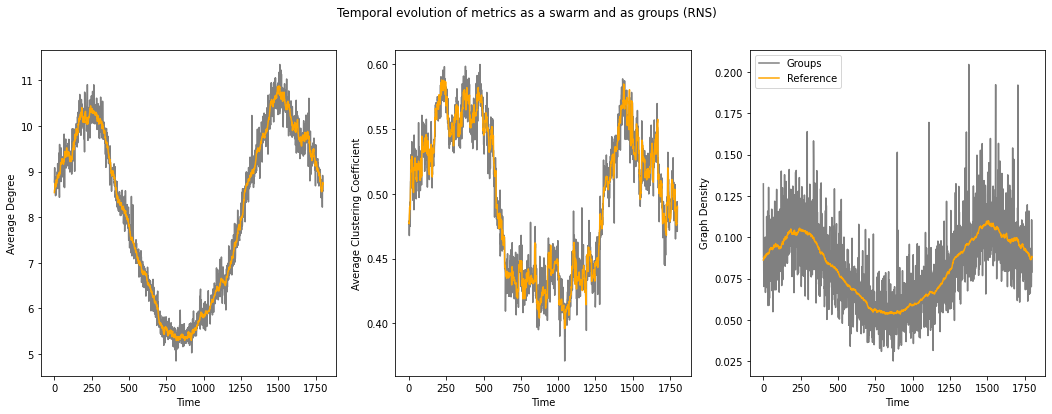 Temporal evolution of metrics as a swarm and as groups (RNS)
Average Degree
11
10
9
8
7
6
5
0 250 500 750 1000 1250 1500 1750
Time
Average Clustering Coefficient
0.60
0.55
0.50
0.45
0.40
0 250 500 750 1000 1250 1500 1750
Time
Graph Density
0.200
0.175
0.150
0.125
0.100
0.075
0.050
0.025
0 250 500 750 1000 1250 1500 1750
Time
Groups
Reference